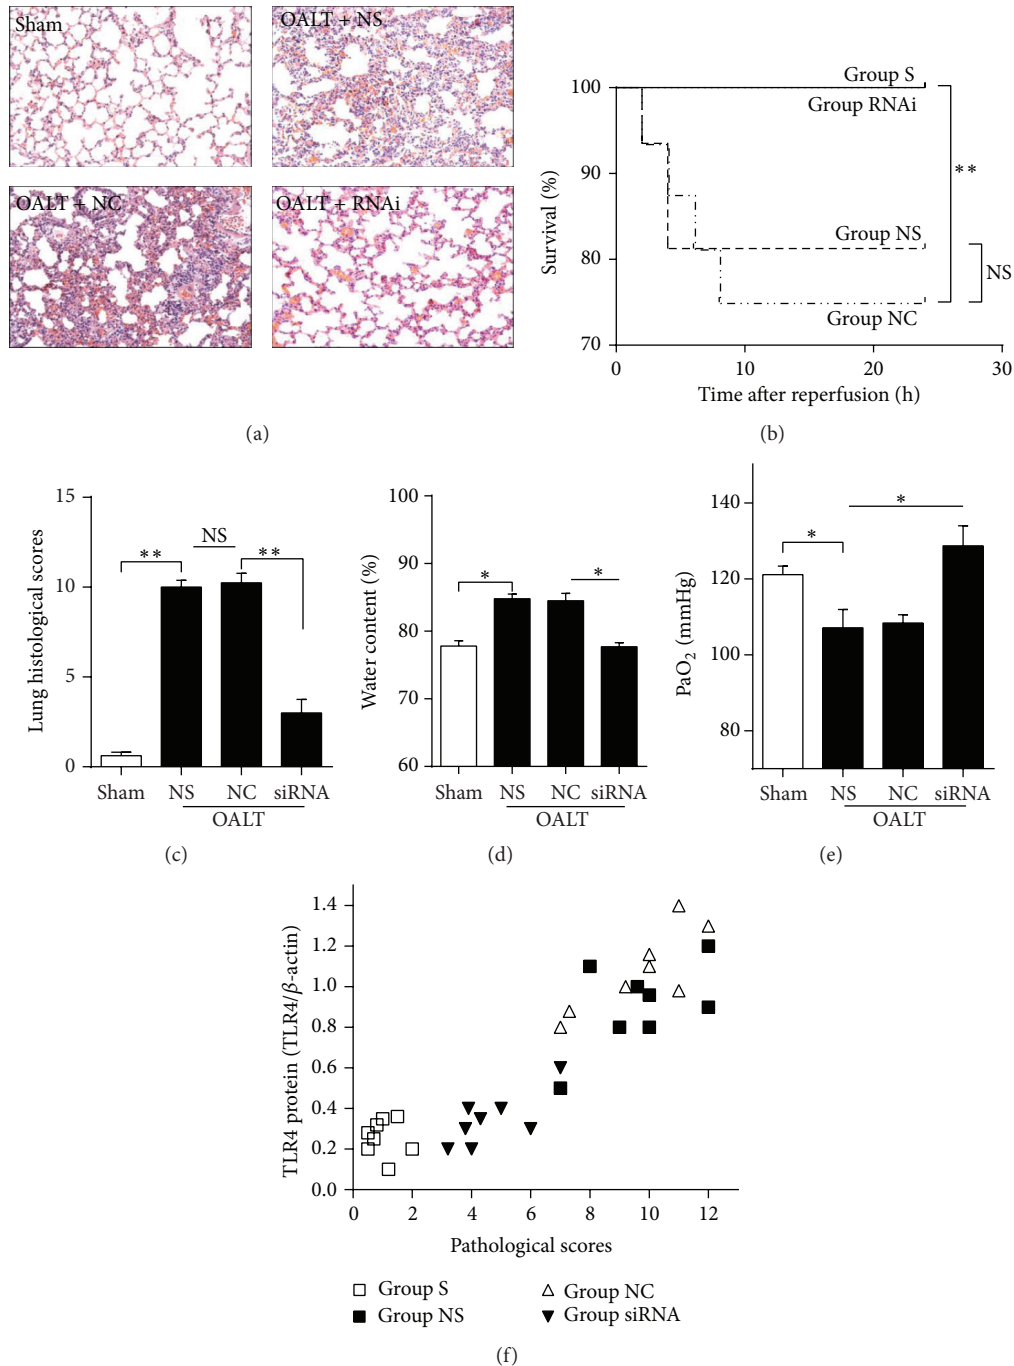 Sham
OALT + NS
OALT + NC
OALT + RNAi
(a)
Survival (%)
100
90
80
70
0
10
20
30
Time after reperfusion (h)
Group S
Group RNAi
Group NS
Group NC
**
NS
(b)
Lung histological scores
15
10
5
0
**
NS
**
Sham NS NC siRNA
OALT
(c)
Water content (%)
100
90
80
70
60
*
*
Sham NS NC siRNA
OALT
(d)
PaO2 (mmHg)
140
120
100
80
*
*
Sham NS NC siRNA
OALT
(e)
TLR4 protein (TLR4/β-actin)
1.4
1.2
1.0
0.8
0.6
0.4
0.2
0.0
0 2 4 6 8 10 12
Pathological scores
Group S
Group NS
Group NC
Group siRNA
(f)